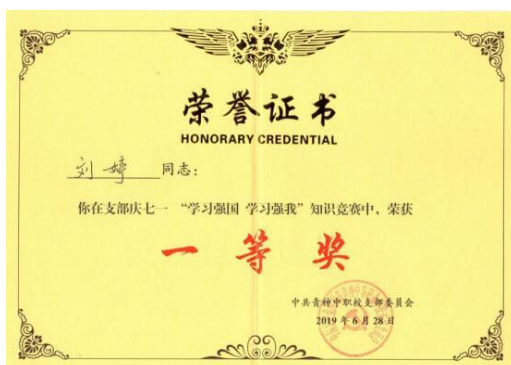 荣誉证书
HONORARY CREDENTIAL
刘婷 同志：
你在支部庆七一 “学习强国 学习强我”知识竞赛中，荣获
一等奖
中共青神中职校支部委员会
2019年6月28日